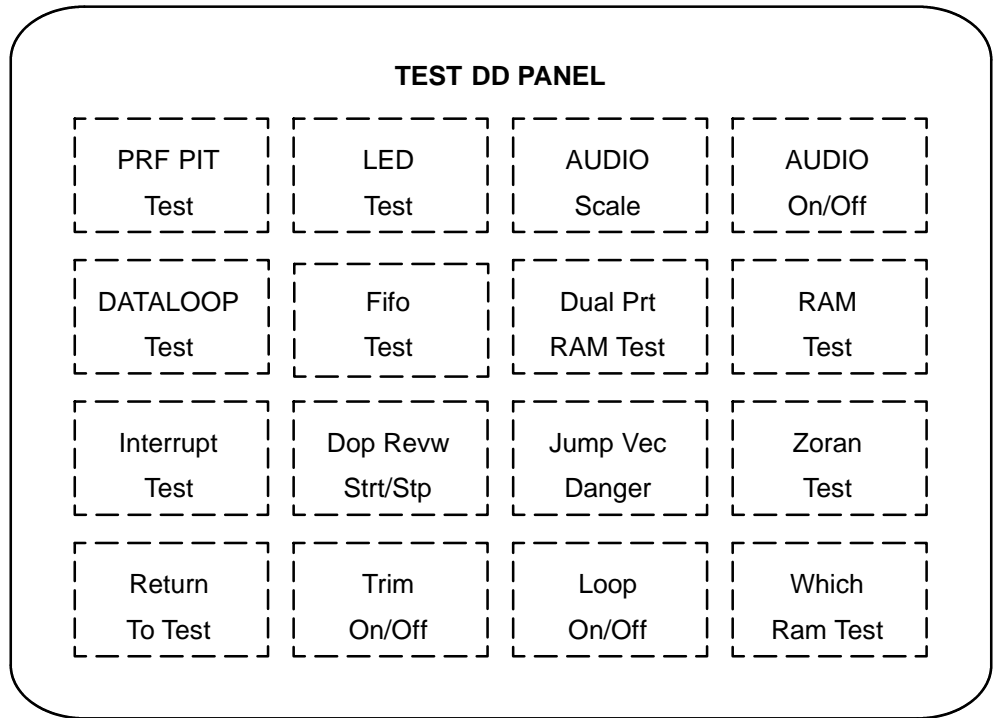 TEST DD PANEL
PRF PIT
Test
LED
Test
AUDIO
Scale
AUDIO
On/Off
DATALOOP
Test
Fifo
Test
Dual Prt
RAM Test
RAM
Test
Interrupt
Test
Dop Revw
Strt/Stp
Jump Vec
Danger
Zoran
Test
Return
To Test
Trim
On/Off
Loop
On/Off
Which
Ram Test